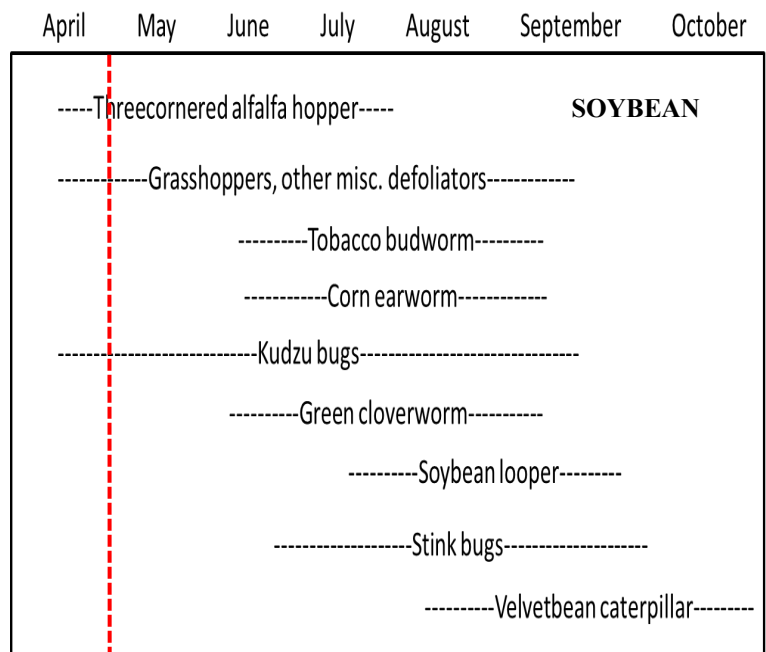 April May June July August September October
-----Threecornered alfalfa hopper----- SOYBEAN
-------------Grasshoppers, other misc. defoliators-------------
----------Tobacco budworm----------
------------Corn earworm-------------
-----------------------------Kudzu bugs--------------------------------
----------Green cloverworm-----------
----------Soybean looper---------
--------------------Stink bugs---------------------
----------Velvetbean caterpillar---------